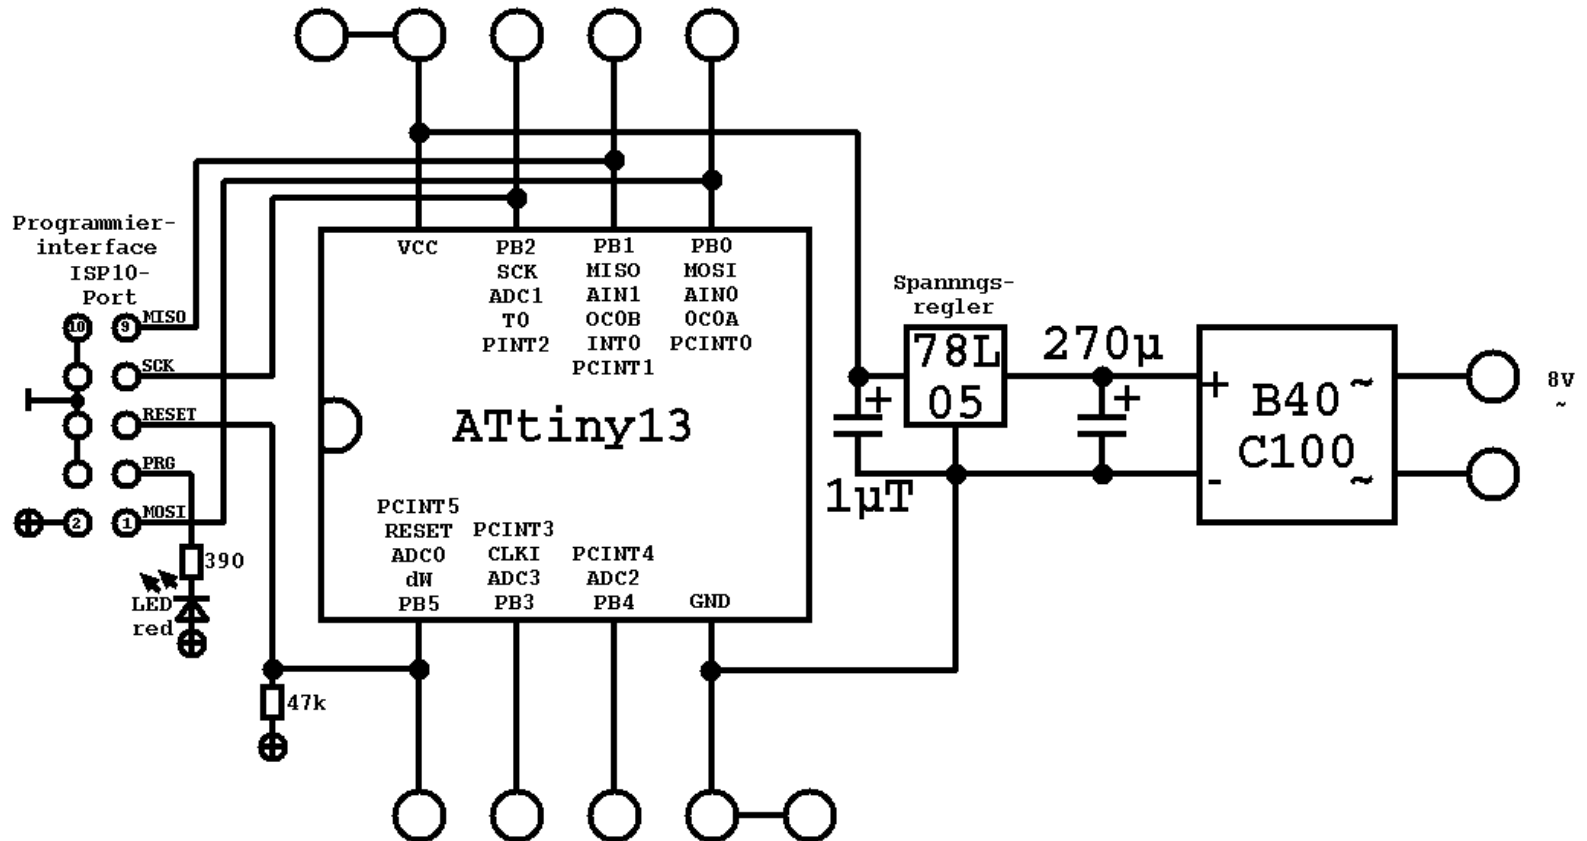 Programmier-
interface
ISP10-
Port
10
9
MISO
SCK
RESET
PRG
2
1
MOSI
390
LED
red
47k
VCC
PB2
SCK
ADC1
T0
PINT2
PB1
MISO
AIN1
OC0B
INT0
PCINT1
PB0
MOSI
AIN0
OC0A
PCINT0
ATtiny13
PCINT5
RESET
ADC0
dW
PB5
PCINT3
CLKI
ADC3
PB3
PCINT4
ADC2
PB4
GND
Spannngs-
regler
78L
05
+
1µT
270µ
+
+
-
B40
C100
~
~
8V
~